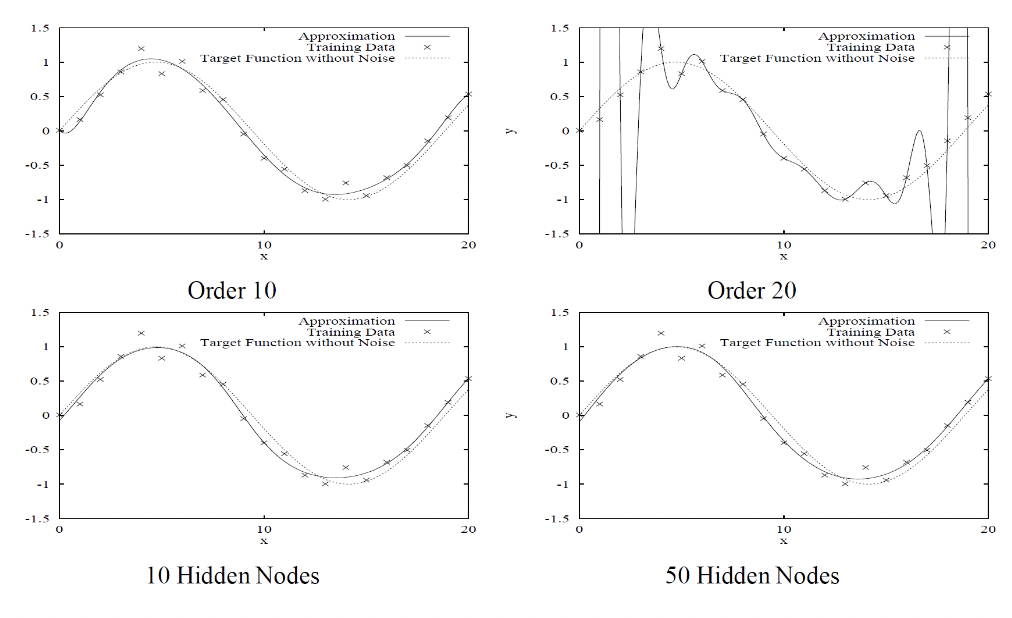 1.5
1
0.5
0
-0.5
-1
-1.5
0
10
20
x
Approximation
Training Data
Target Function without Noise
Order 10
y
1.5
1
0.5
0
-0.5
-1
-1.5
0
10
20
x
Approximation
Training Data
Target Function without Noise
Order 20
1.5
1
0.5
0
-0.5
-1
-1.5
0
10
20
x
Approximation
Training Data
Target Function without Noise
10 Hidden Nodes
y
1.5
1
0.5
0
-0.5
-1
-1.5
0
10
20
x
Approximation
Training Data
Target Function without Noise
50 Hidden Nodes